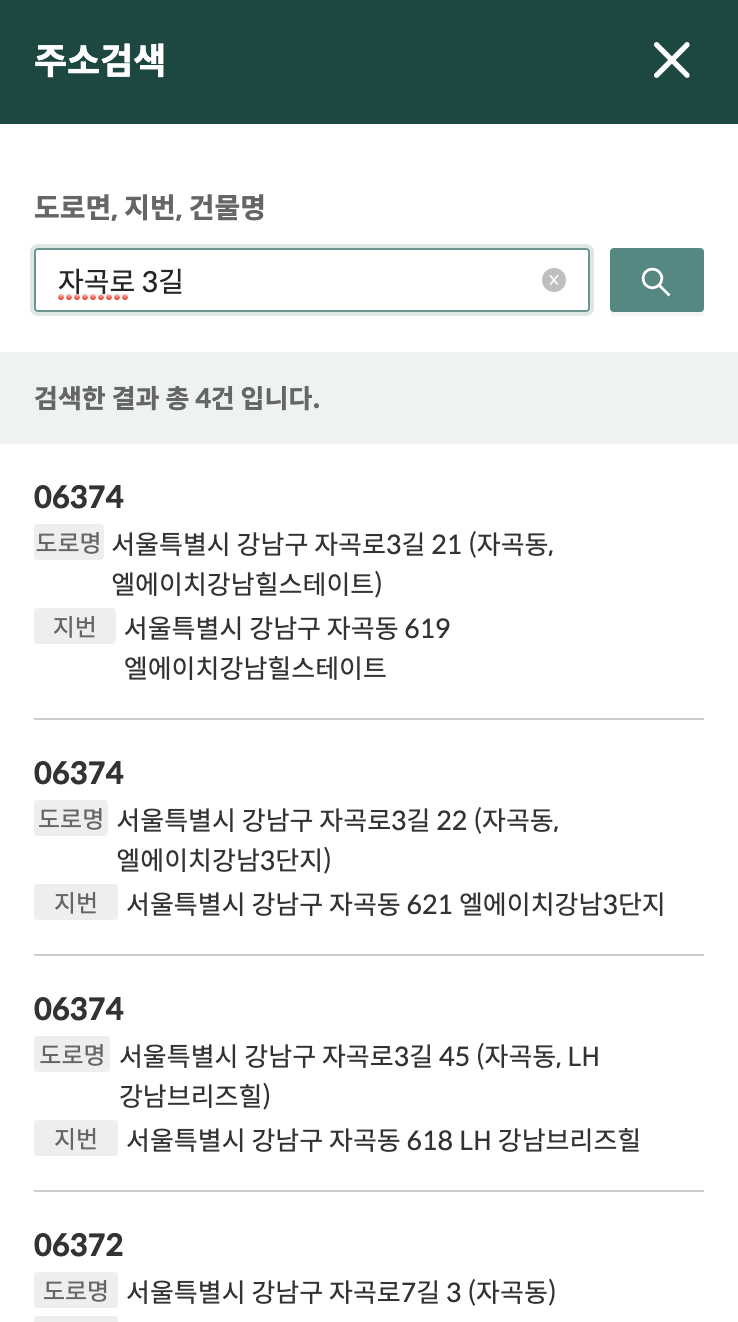 주소검색
도로면, 지번, 건물명
자곡로 3길
검색한 결과 총 4건 입니다.
06374
도로명 서울특별시 강남구 자곡로3길 21 (자곡동,
엘에이치강남힐스테이트)
지번 서울특별시 강남구 자곡동 619
엘에이치강남힐스테이트
06374
도로명 서울특별시 강남구 자곡로3길 22 (자곡동,
엘에이치강남3단지)
지번 서울특별시 강남구 자곡동 621 엘에이치강남3단지
06374
도로명 서울특별시 강남구 자곡로3길 45 (자곡동, LH
강남브리즈힐)
지번 서울특별시 강남구 자곡동 618 LH 강남브리즈힐
06372
도로명 서울특별시 강남구 자곡로7길 3 (자곡동)